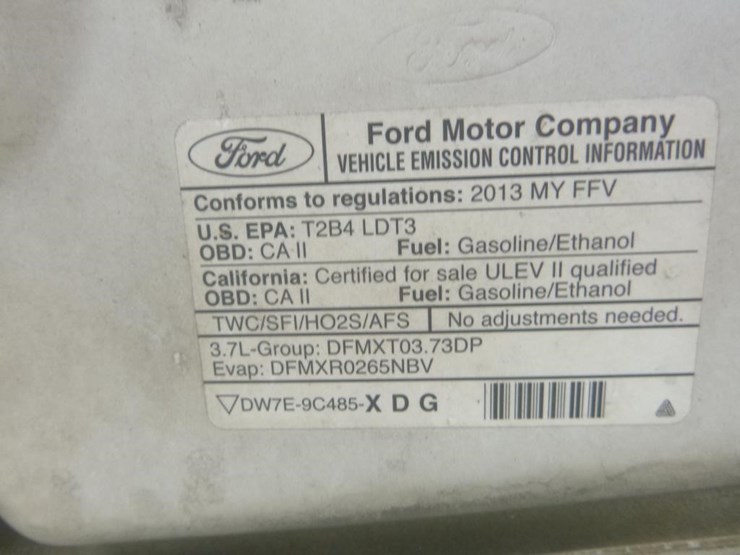 Ford
Ford
Ford Motor Company
VEHICLE EMISSION CONTROL INFORMATION
Conforms to regulations: 2013 MY FFV
U.S. EPA: T2B4 LDT3
OBD: CA II Fuel: Gasoline/Ethanol
California: Certified for sale ULEV II qualified
OBD: CA II Fuel: Gasoline/Ethanol
TWC/SFI/HO2S/AFS No adjustments needed.
3.7L-Group: DFMXT03.73DP
Evap: DFMXR0265NBV
▽DW7E-9C485-X D G